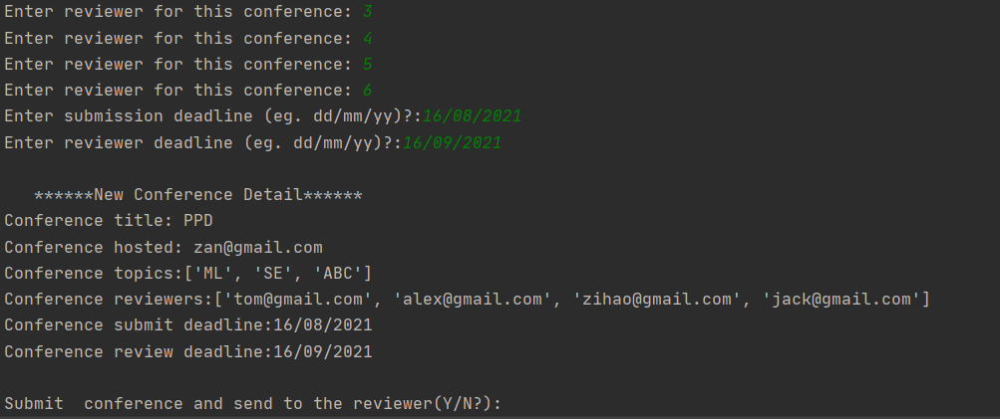 Enter reviewer for this conference: 3
Enter reviewer for this conference: 4
Enter reviewer for this conference: 5
Enter reviewer for this conference: 6
Enter submission deadline (eg. dd/mm/yy)?:16/08/2021
Enter reviewer deadline (eg. dd/mm/yy)?:16/09/2021
******New Conference Detail******
Conference title: PPD
Conference hosted: zan@gmail.com
Conference topics:['ML', 'SE', 'ABC']
Conference reviewers:['tom@gmail.com', 'alex@gmail.com', 'zihao@gmail.com', 'jack@gmail.com']
Conference submit deadline:16/08/2021
Conference review deadline:16/09/2021
Submit  conference and send to the reviewer(Y/N?):